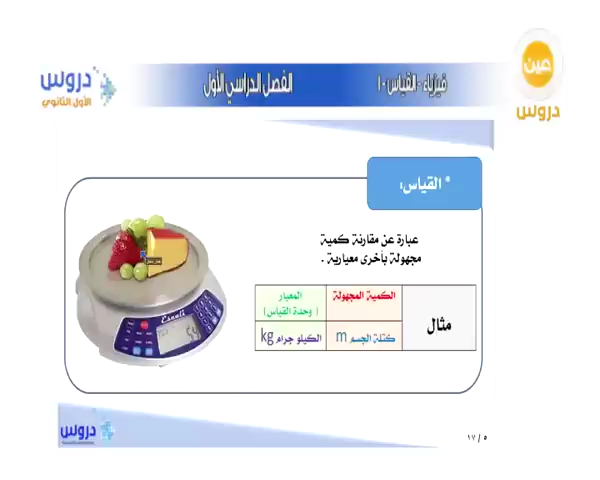 عين
دروس
فيزياء - القياس - ١
الفصل الدراسي الأول
دروس
الأول الثانوي
* القياس:
عبارة عن مقارنة كمية
مجهولة بأخرى معيارية .
مثال
الكمية المجهولة
المعيار
( وحدة القياس)
كتلة الجسم m
الكيلو جرام kg
Escali
دروس
٥ / ١٧